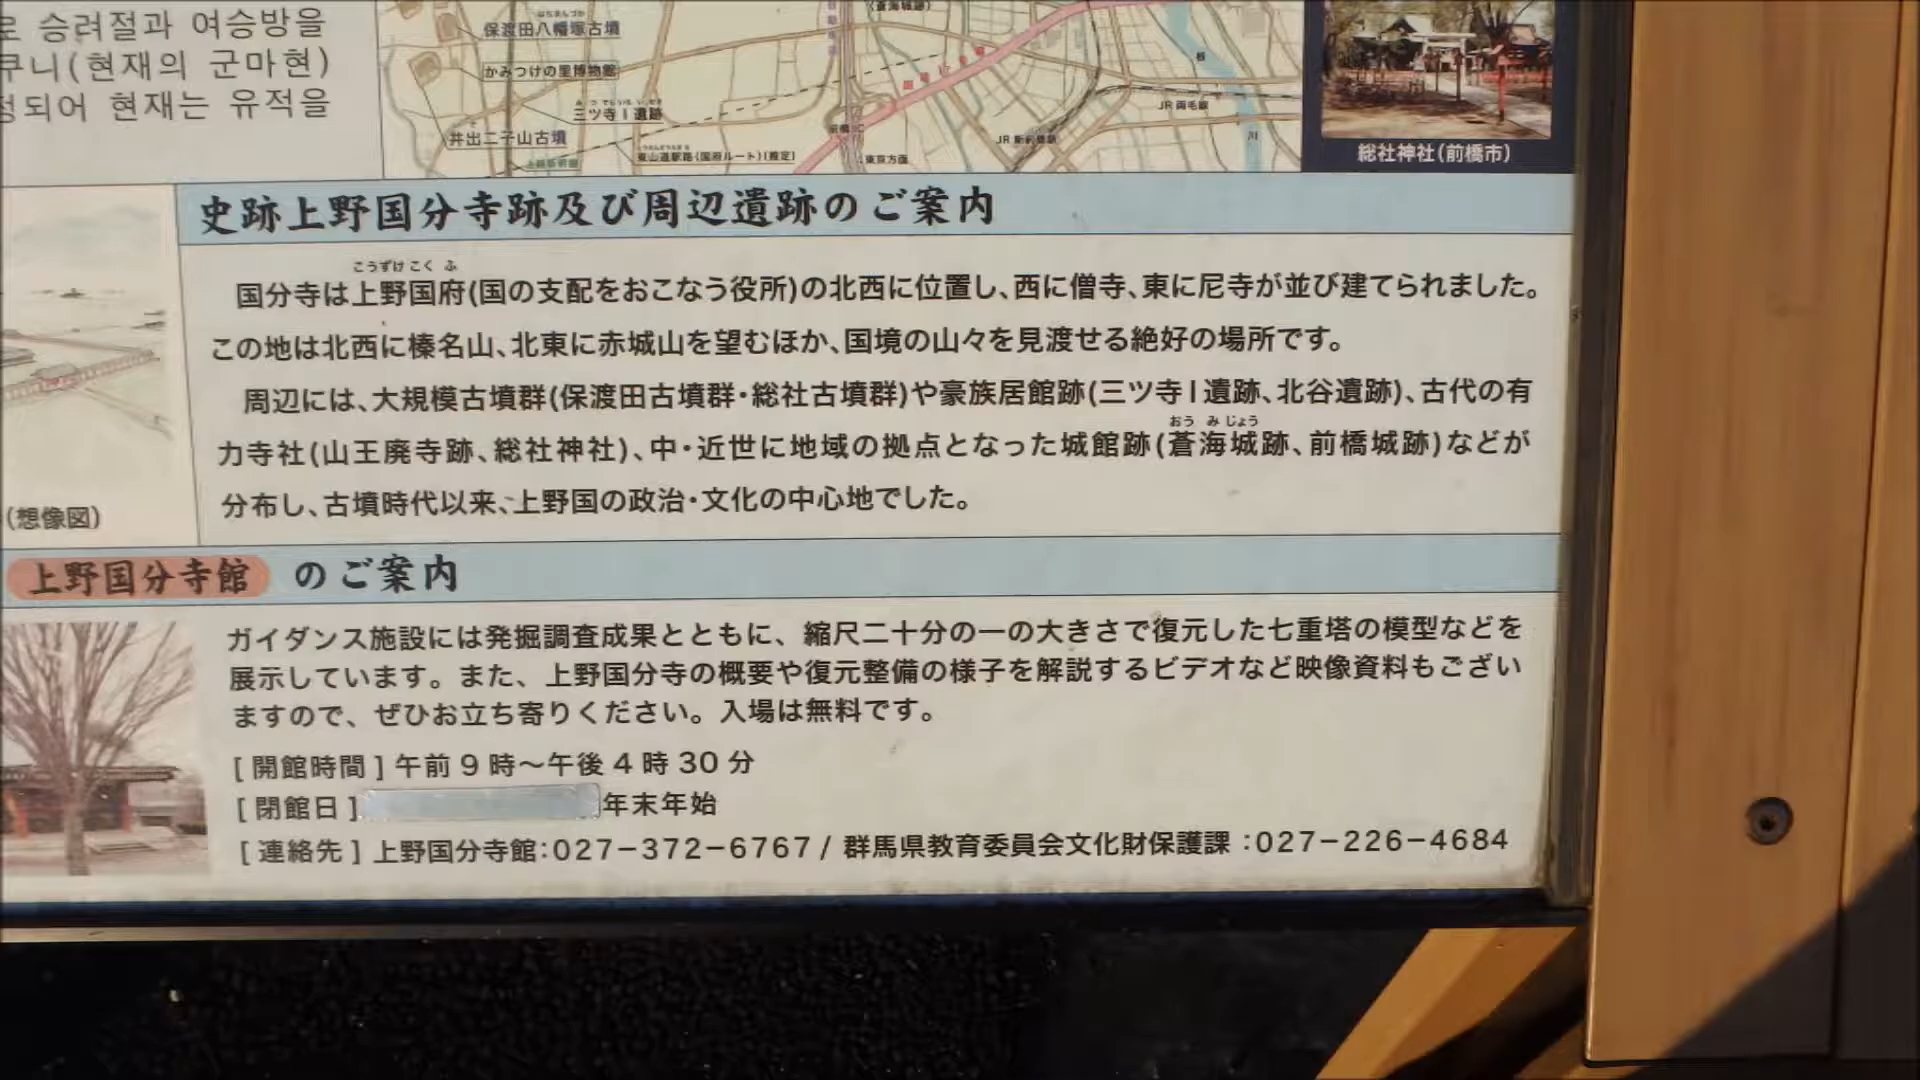 로 승려절과 여승방을
쿠니(현재의 군마현)
정되어 현재는 유적을
保渡田八幡塚古墳
かみつけの里博物館
三ツ寺Ⅰ遺跡
井出二子山古墳
東山道駅路(国府ルート)(推定)
東京方面
(蒼海城跡)
JR 両毛線
川
総社神社(前橋市)
史跡上野国分寺跡及び周辺遺跡のご案内
こうずけこくふ
国分寺は上野国府(国の支配をおこなう役所)の北西に位置し、西に僧寺、東に尼寺が並び建てられました。
この地は北西に榛名山、北東に赤城山を望むほか、国境の山々を見渡せる絶好の場所です。
周辺には、大規模古墳群(保渡田古墳群・総社古墳群)や豪族居館跡(三ツ寺Ⅰ遺跡、北谷遺跡)、古代の有
おうみじょう
力寺社(山王廃寺跡、総社神社)、中・近世に地域の拠点となった城館跡(蒼海城跡、前橋城跡)などが
分布し、古墳時代以来、上野国の政治・文化の中心地でした。
(想像図)
上野国分寺館 のご案内
ガイダンス施設には発掘調査成果とともに、縮尺二十分の一の大きさで復元した七重塔の模型などを
展示しています。また、上野国分寺の概要や復元整備の様子を解説するビデオなど映像資料もござい
ますので、ぜひお立ち寄りください。入場は無料です。
[開館時間]午前9時～午後4時30分
[閉館日] 年末年始
[連絡先]上野国分寺館:027-372-6767/群馬県教育委員会文化財保護課:027-226-4684